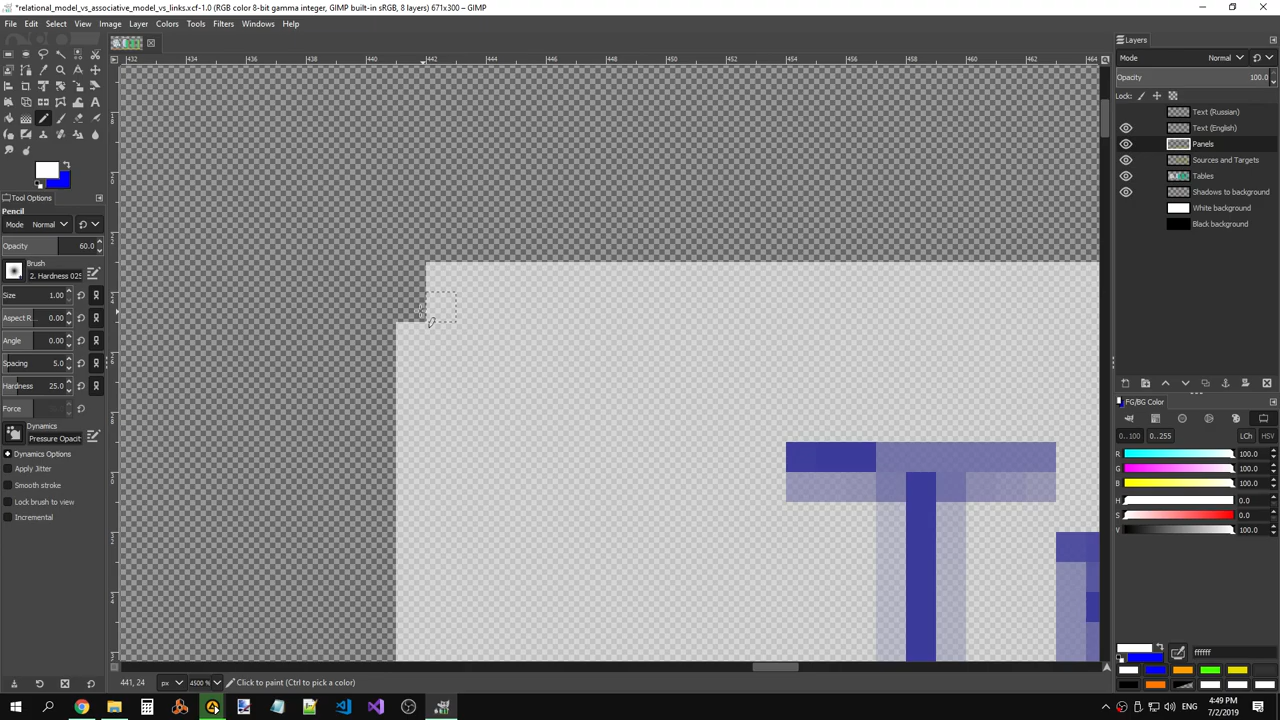 *relational_model_vs_associative_model_vs_links.xcf-1.0 (RGB color 8-bit gamma integer, GIMP built-in sRGB, 8 layers) 671x300 – GIMP
File Edit Select View Image Layer Colors Tools Filters Windows Help
Layers
Mode Normal
Opacity 100.0
Lock:
Text (Russian)
Text (English)
Panels
Sources and Targets
Tables
Shadows to background
White background
Black background
432 434 436 438 440 442 444 446 448 450 452 454 456 458 460 462 464
Tool Options
Pencil
Mode Normal
Opacity 60.0
Brush
2. Hardness 025
Size 1.00
Aspect R... 0.00
Angle 0.00
Spacing 5.0
Hardness 25.0
Force
Dynamics
Pressure Opacit
Dynamics Options
Apply Jitter
Smooth stroke
Lock brush to view
Incremental
FG/BG Color
0..100 0..255 LCh HSV
R 100.0
G 100.0
B 100.0
H 0.0
S 0.0
V 100.0
ffffff
441, 24 px 4500 % Click to paint (Ctrl to pick a color)
ENG 4:49 PM
7/2/2019